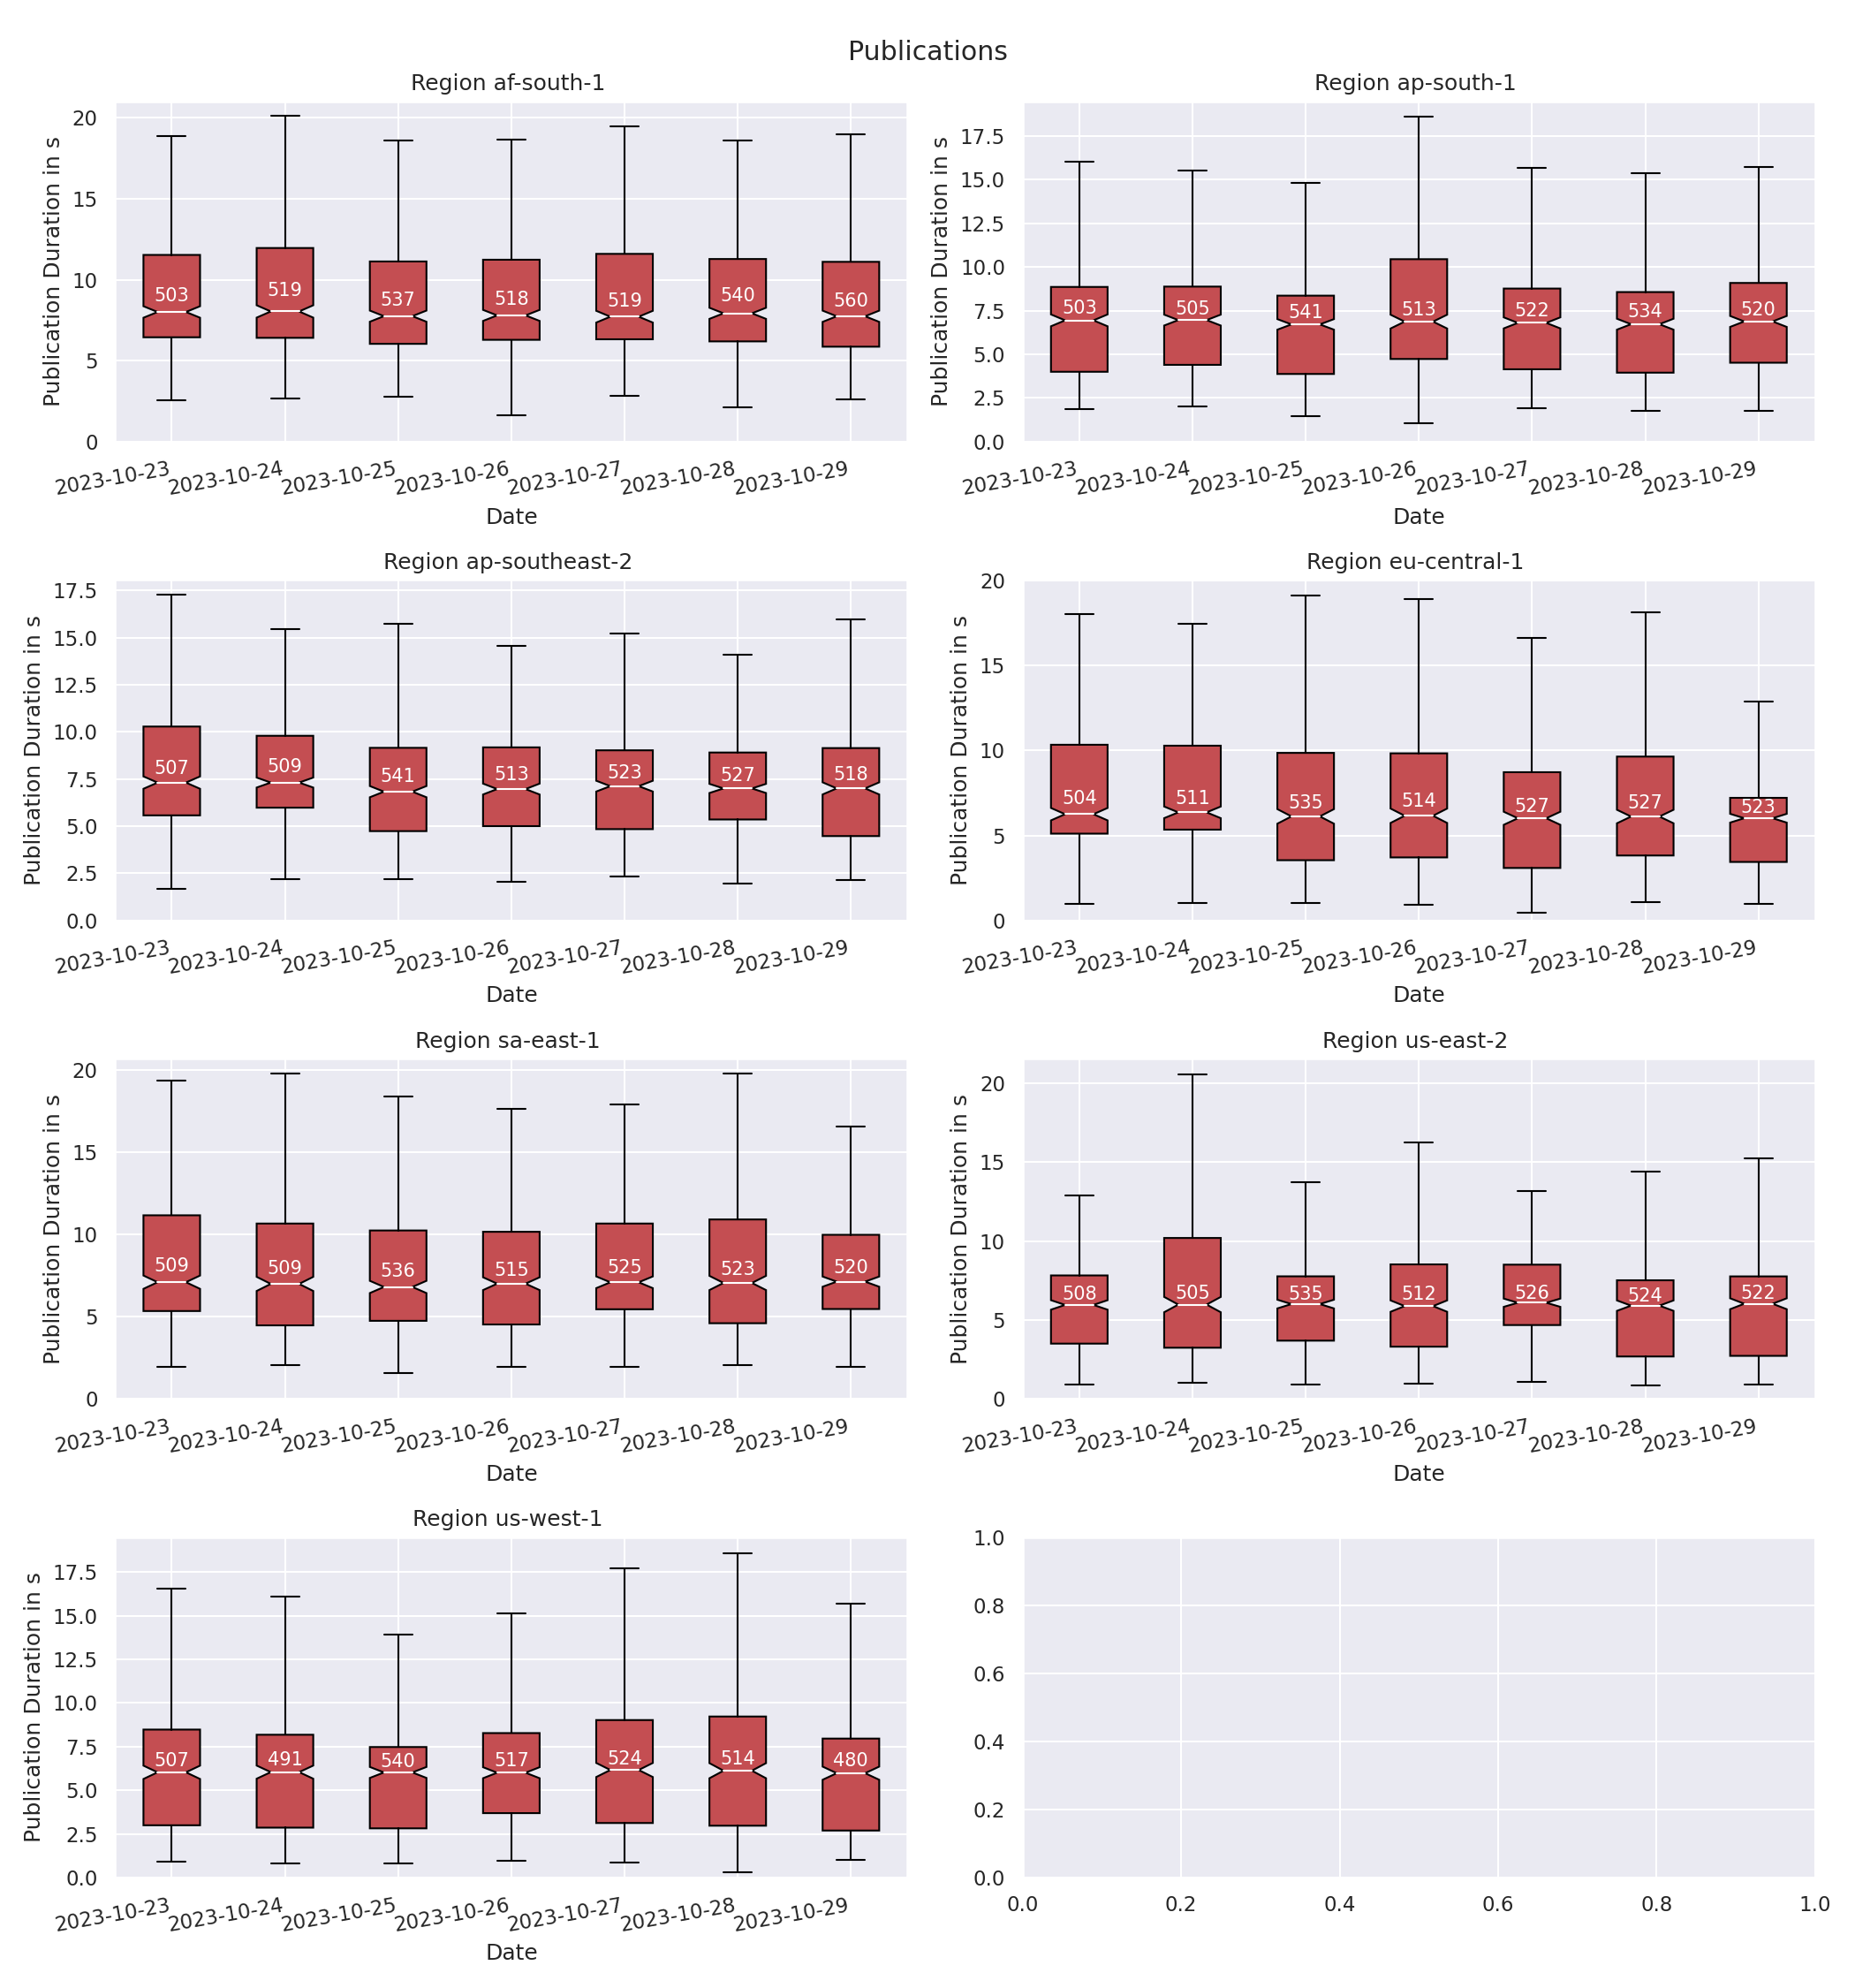 Publications
Region af-south-1
Publication Duration in s
20
15
10
5
0
503 519 537 518 519 540 560
2023-10-23 2023-10-24 2023-10-25 2023-10-26 2023-10-27 2023-10-28 2023-10-29
Date
Region ap-south-1
Publication Duration in s
17.5
15.0
12.5
10.0
7.5
5.0
2.5
0.0
503 505 541 513 522 534 520
2023-10-23 2023-10-24 2023-10-25 2023-10-26 2023-10-27 2023-10-28 2023-10-29
Date
Region ap-southeast-2
Publication Duration in s
17.5
15.0
12.5
10.0
7.5
5.0
2.5
0.0
507 509 541 513 523 527 518
2023-10-23 2023-10-24 2023-10-25 2023-10-26 2023-10-27 2023-10-28 2023-10-29
Date
Region eu-central-1
Publication Duration in s
20
15
10
5
0
504 511 535 514 527 527 523
2023-10-23 2023-10-24 2023-10-25 2023-10-26 2023-10-27 2023-10-28 2023-10-29
Date
Region sa-east-1
Publication Duration in s
20
15
10
5
0
509 509 536 515 525 523 520
2023-10-23 2023-10-24 2023-10-25 2023-10-26 2023-10-27 2023-10-28 2023-10-29
Date
Region us-east-2
Publication Duration in s
20
15
10
5
0
508 505 535 512 526 524 522
2023-10-23 2023-10-24 2023-10-25 2023-10-26 2023-10-27 2023-10-28 2023-10-29
Date
Region us-west-1
Publication Duration in s
17.5
15.0
12.5
10.0
7.5
5.0
2.5
0.0
507 491 540 517 524 514 480
2023-10-23 2023-10-24 2023-10-25 2023-10-26 2023-10-27 2023-10-28 2023-10-29
Date
1.0
0.8
0.6
0.4
0.2
0.0
0.0 0.2 0.4 0.6 0.8 1.0